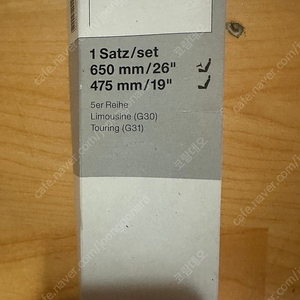 1 Satz/set
650 mm/26"
475 mm/19"
5er Reihe
Limousine (G30)
Touring (G31)